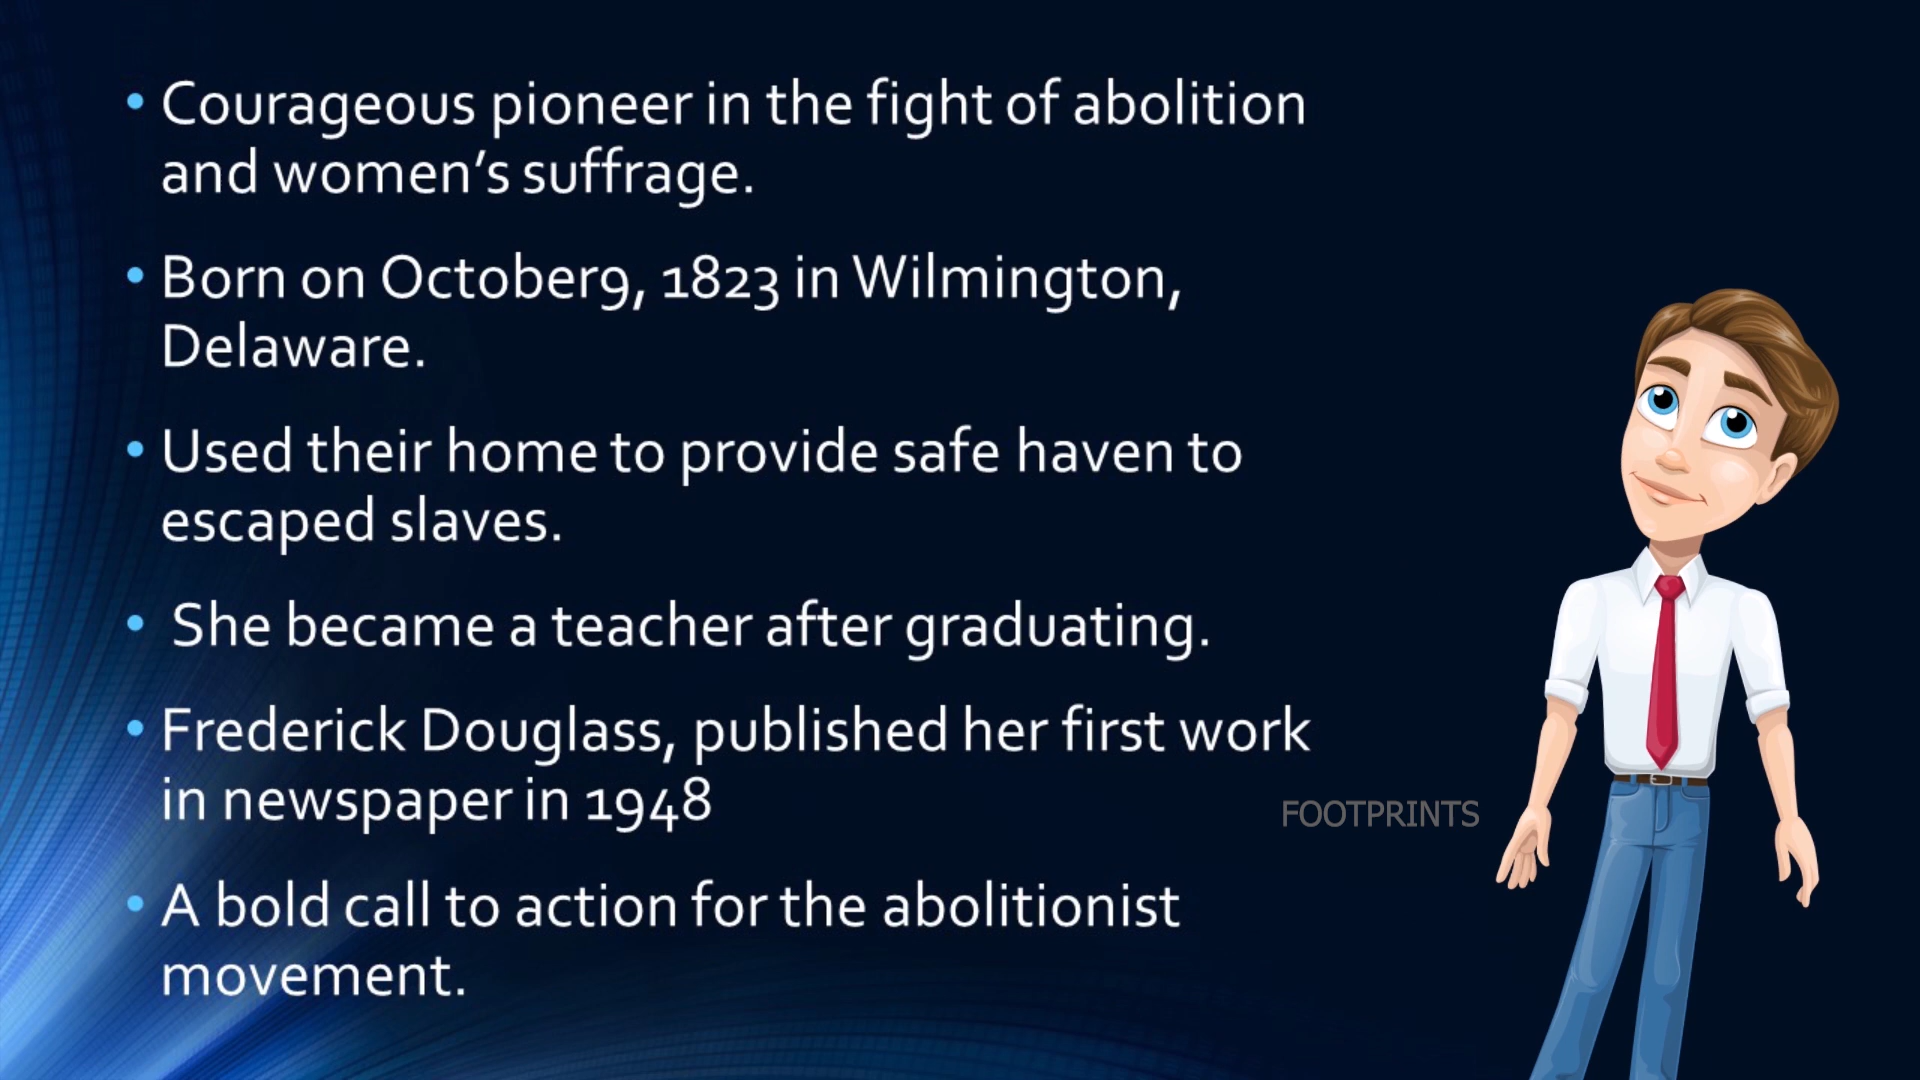 • Courageous pioneer in the fight of abolition
and women’s suffrage.
• Born on October9, 1823 in Wilmington,
Delaware.
• Used their home to provide safe haven to
escaped slaves.
• She became a teacher after graduating.
• Frederick Douglass, published her first work
in newspaper in 1948
FOOTPRINTS
• A bold call to action for the abolitionist
movement.